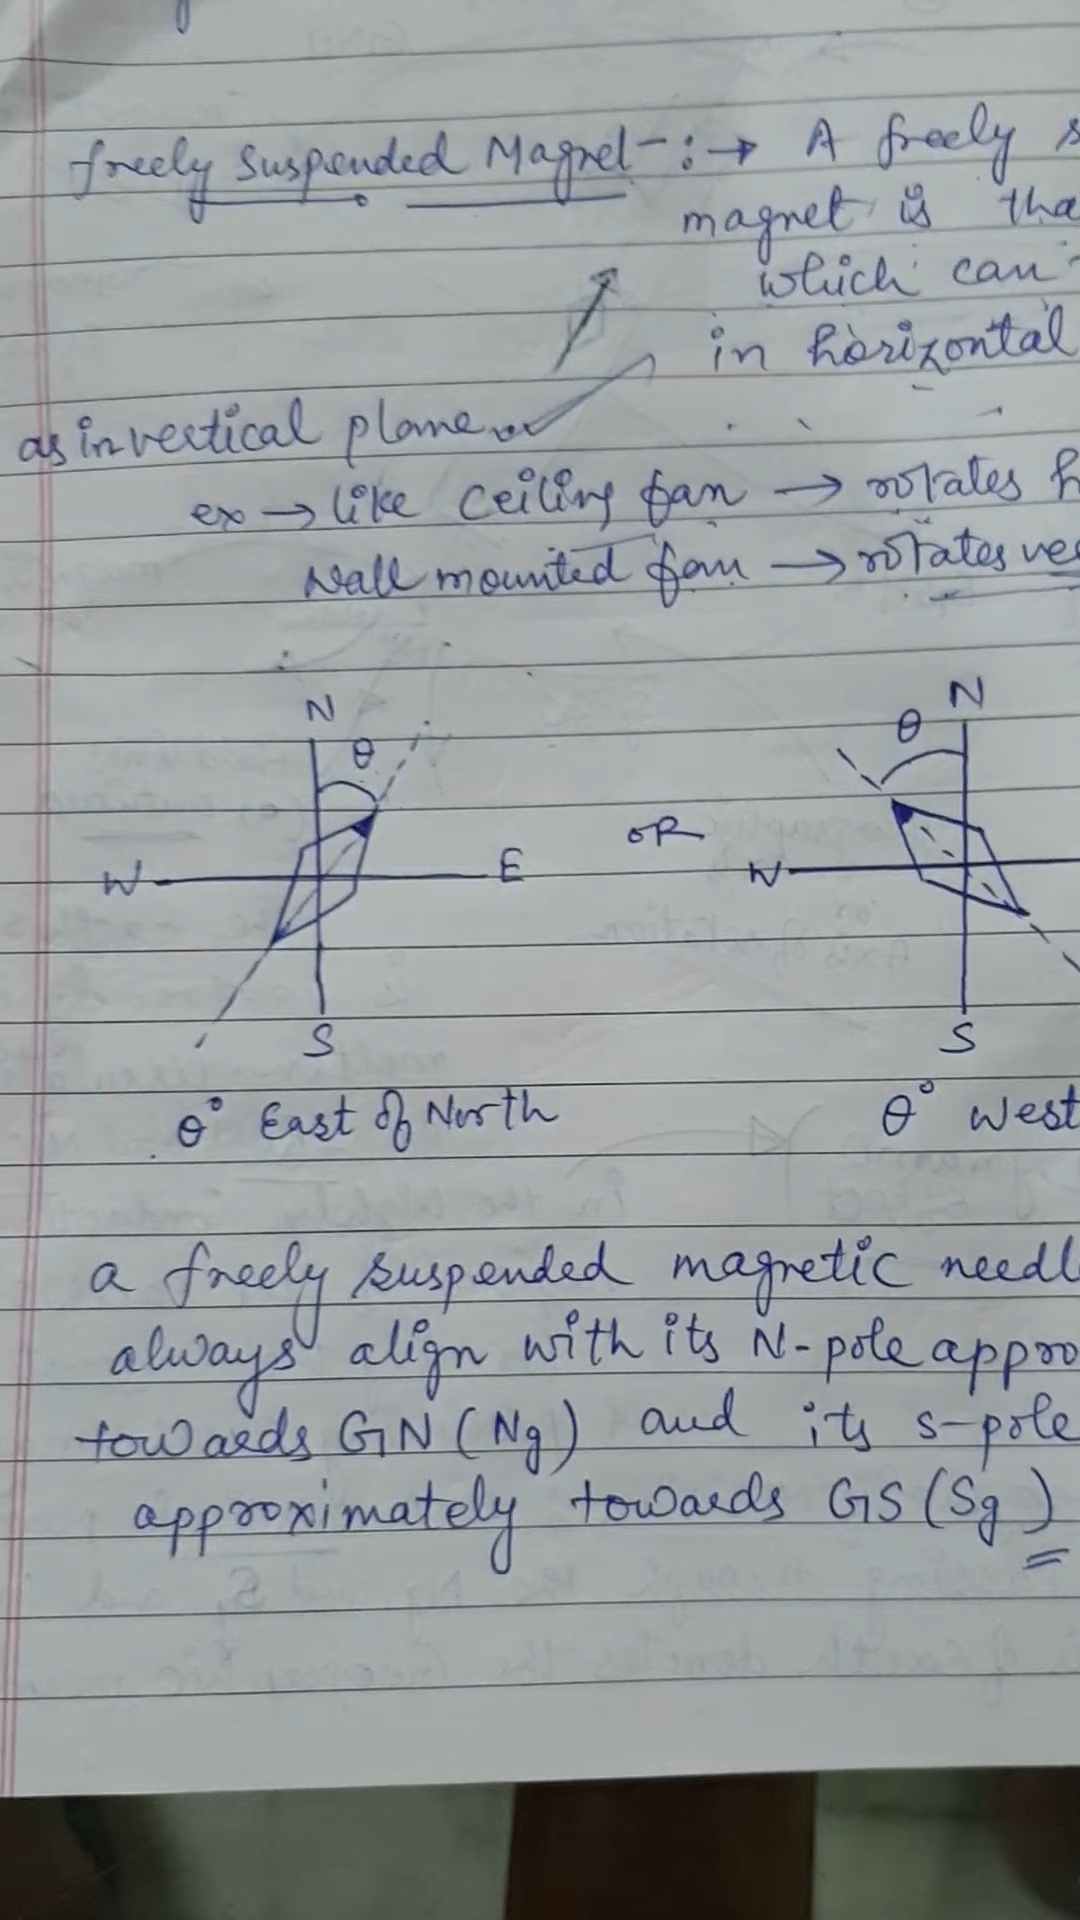 freely suspended Magnet -:→ A freely s
magnet is tha
which can
in horizontal
as in vertical plane or
ex → like ceiling fan → rotates h
wall mounted fan → rotates ve
N N
θ θ
W E OR W
S S
θ° East of North θ° West
a freely suspended magnetic needl
always align with its N-pole appro
towards GN (Ng) and its s-pole
approximately towards GS (Sg)